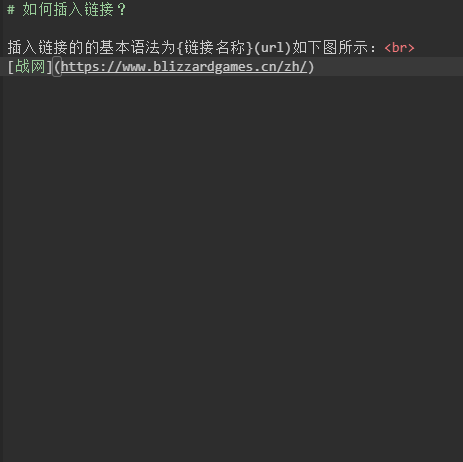 # 如何插入链接？
插入链接的的基本语法为{链接名称}(url)如下图所示：<br>
[战网](https://www.blizzardgames.cn/zh/)